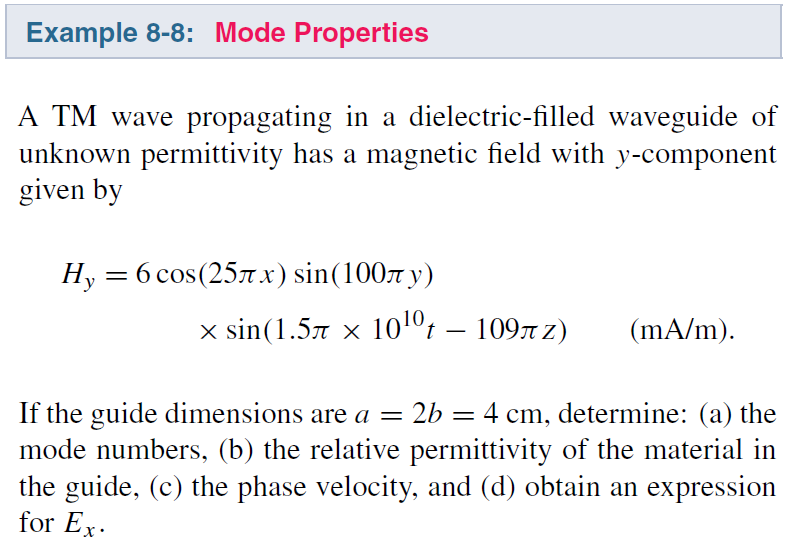 Example 8-8: Mode Properties
A TM wave propagating in a dielectric-filled waveguide of
unknown permittivity has a magnetic field with y-component
given by
H_y = 6 cos(25πx) sin(100πy)
× sin(1.5π × 10^10 t − 109πz) (mA/m).
If the guide dimensions are a = 2b = 4 cm, determine: (a) the
mode numbers, (b) the relative permittivity of the material in
the guide, (c) the phase velocity, and (d) obtain an expression
for E_x.